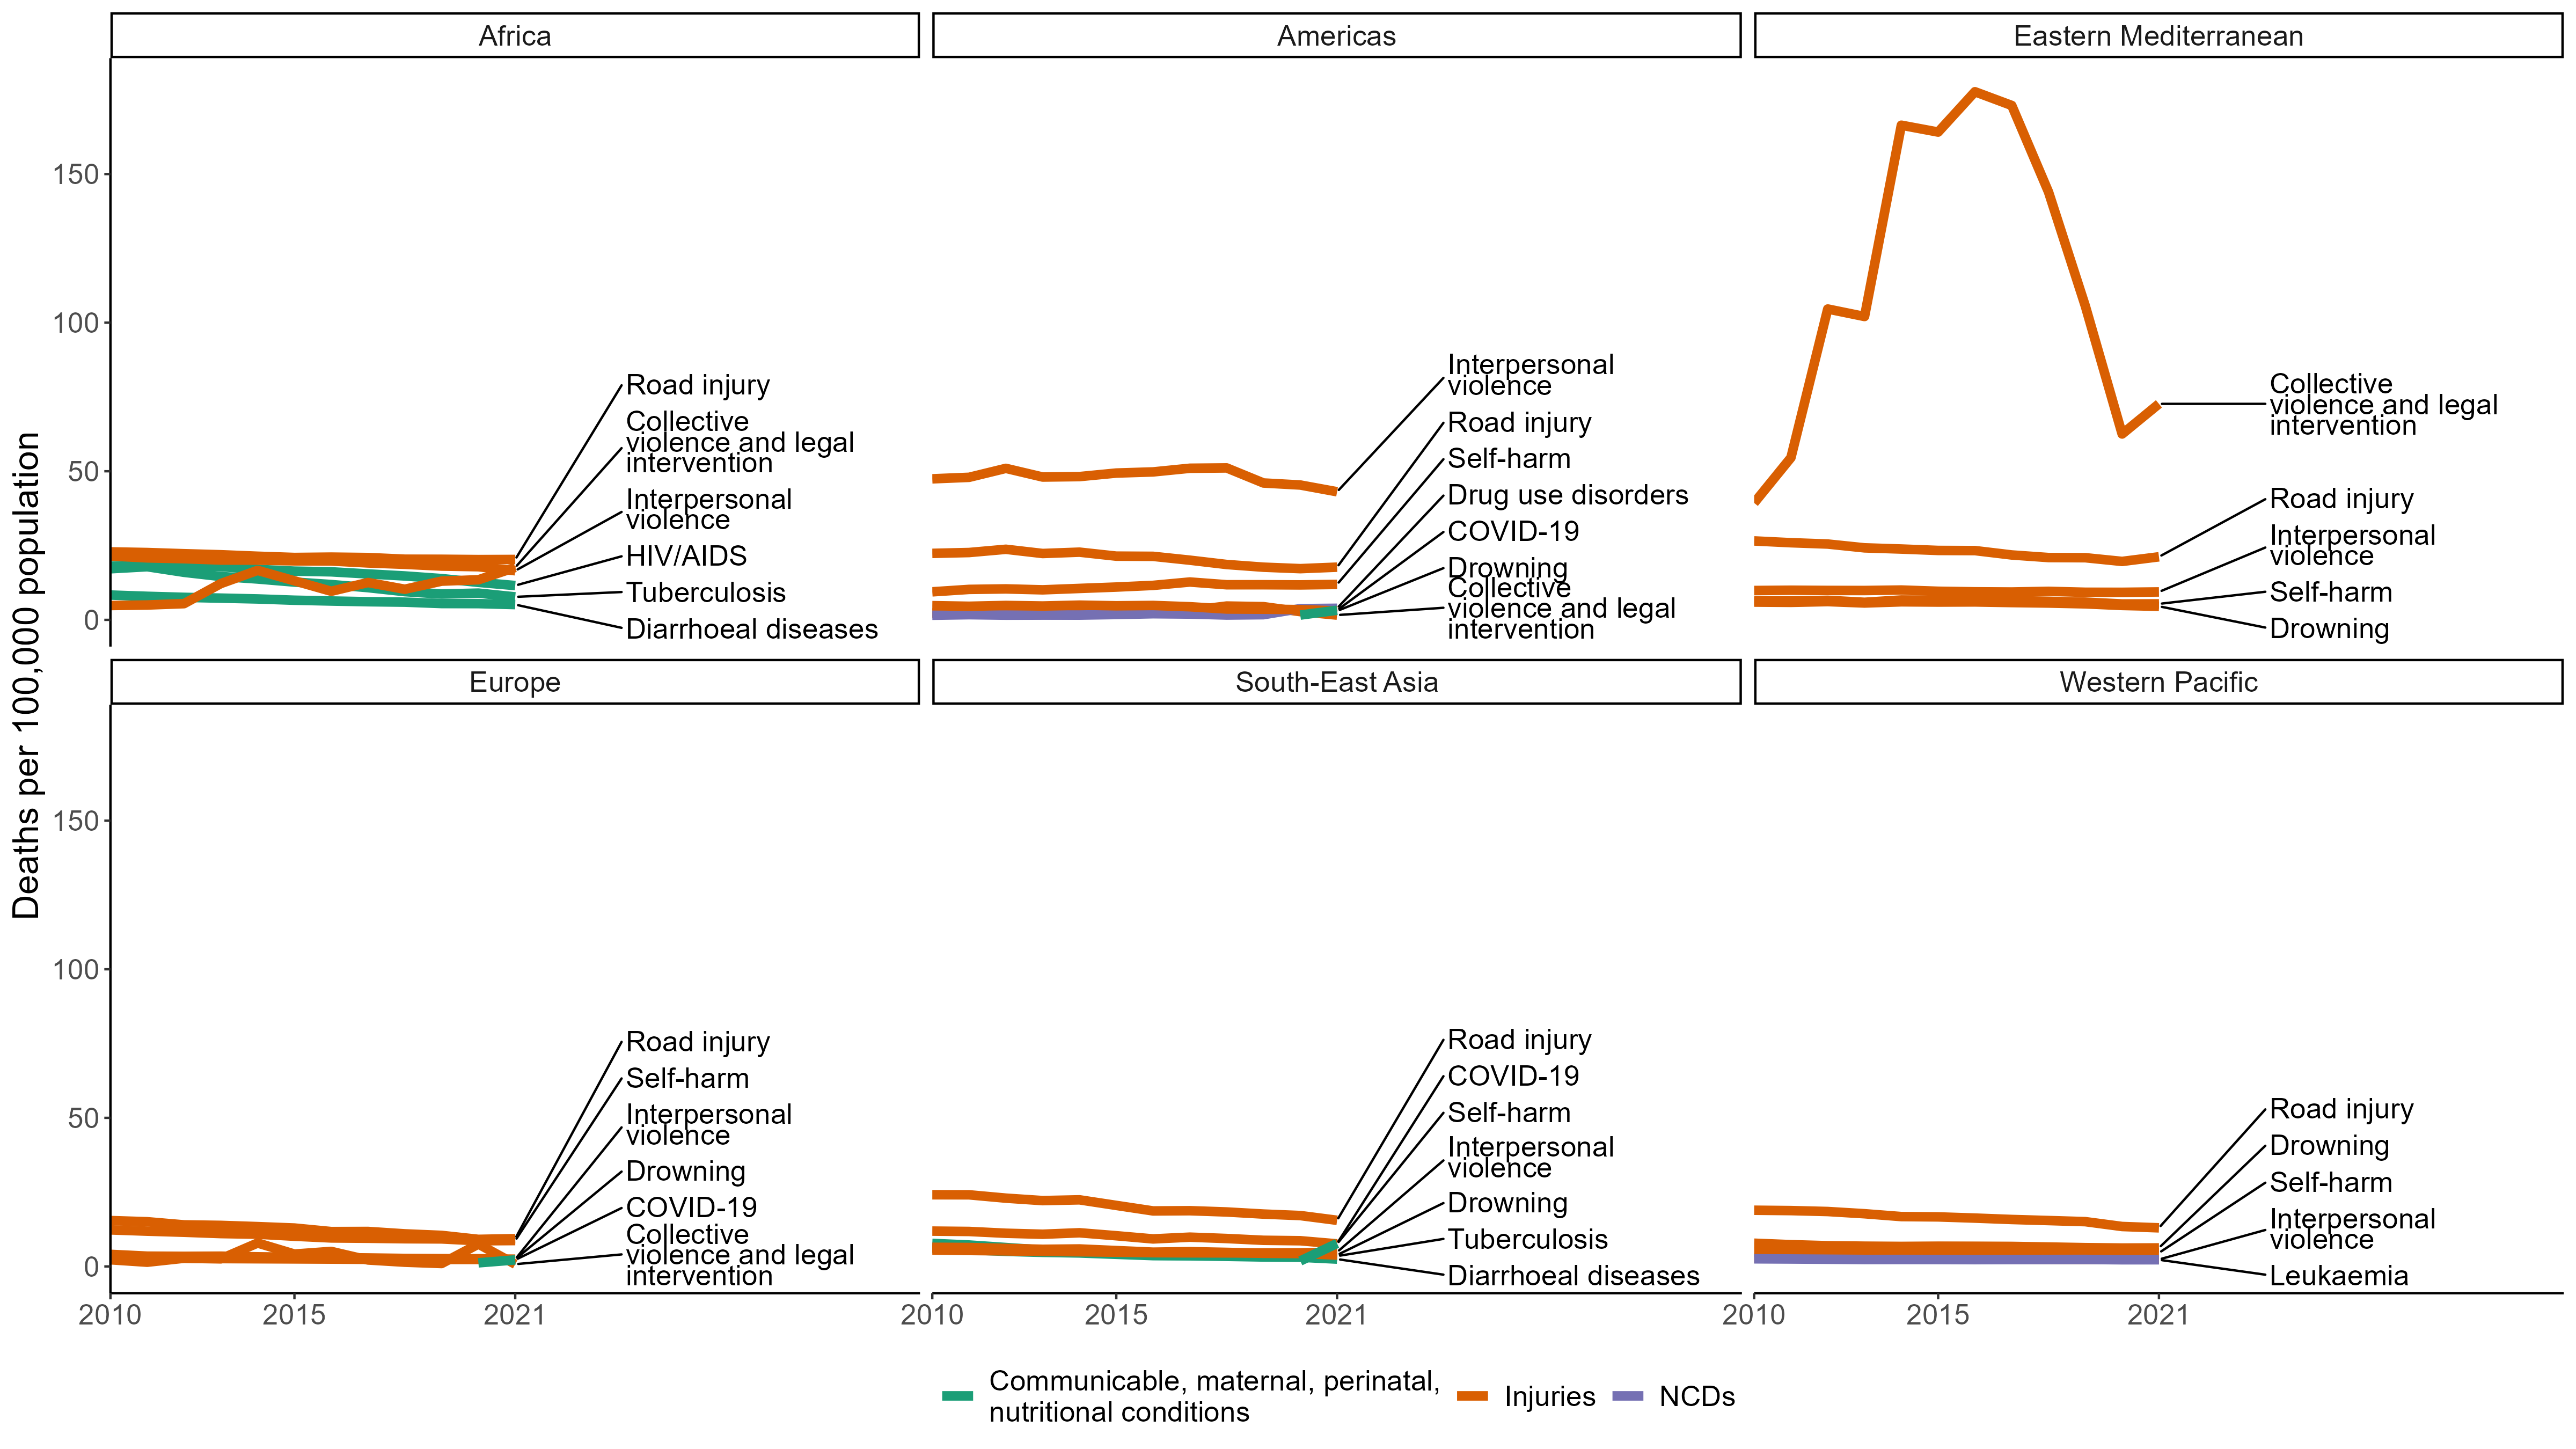 Deaths per 100,000 population
Africa
150
100
50
0
Road injury
Collective
violence and legal
intervention
Interpersonal
violence
HIV/AIDS
Tuberculosis
Diarrhoeal diseases
Americas
Interpersonal
violence
Road injury
Self-harm
Drug use disorders
COVID-19
Drowning
Collective
violence and legal
intervention
Eastern Mediterranean
Collective
violence and legal
intervention
Road injury
Interpersonal
violence
Self-harm
Drowning
Europe
150
100
50
0
Road injury
Self-harm
Interpersonal
violence
Drowning
COVID-19
Collective
violence and legal
intervention
2010
2015
2021
South-East Asia
Road injury
COVID-19
Self-harm
Interpersonal
violence
Drowning
Tuberculosis
Diarrhoeal diseases
2010
2015
2021
Western Pacific
Road injury
Drowning
Self-harm
Interpersonal
violence
Leukaemia
2010
2015
2021
Communicable, maternal, perinatal,
nutritional conditions
Injuries
NCDs